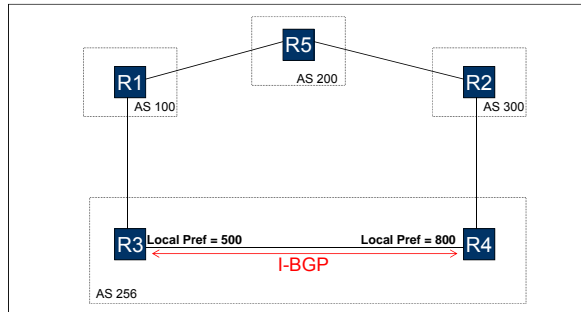 R5
AS 200
R1
AS 100
R2
AS 300
R3
Local Pref = 500
Local Pref = 800
R4
I-BGP
AS 256